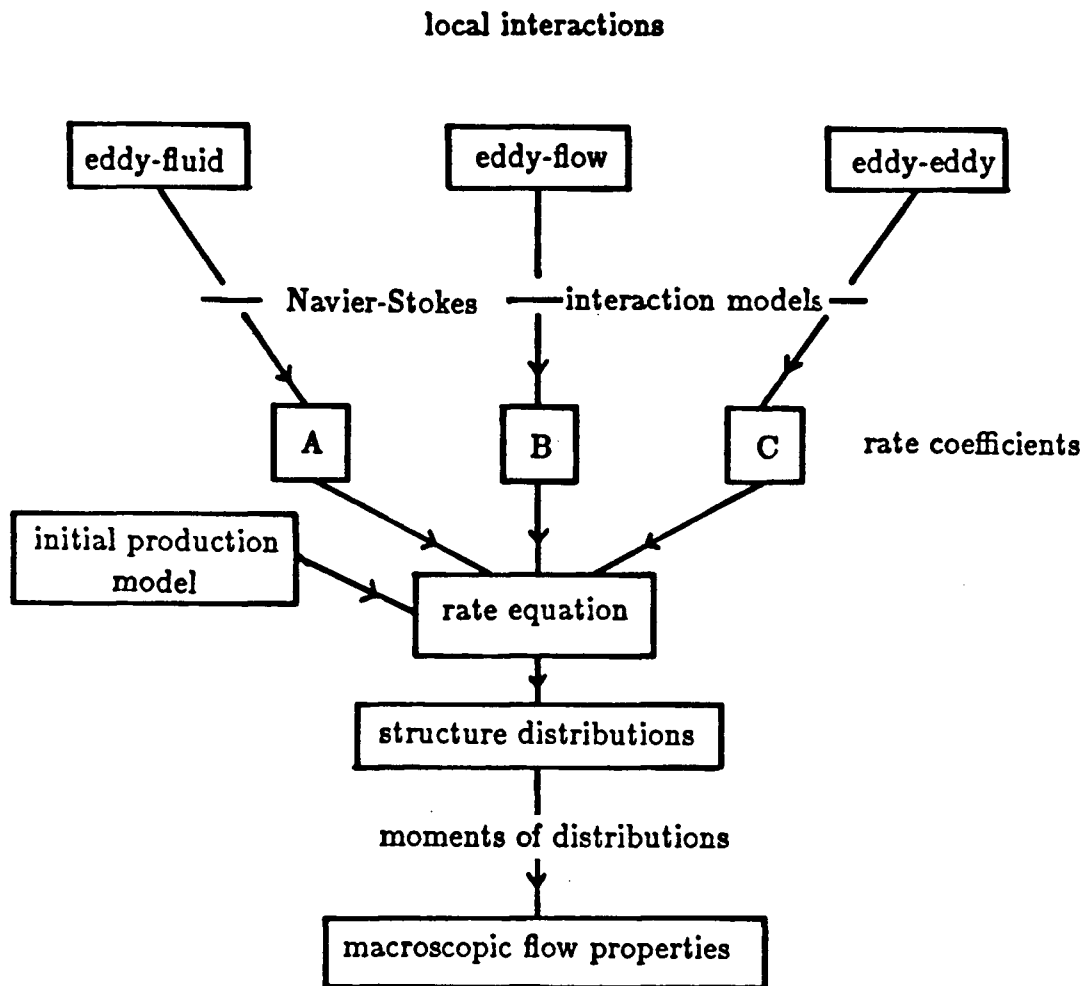 local interactions
eddy-fluid
eddy-flow
eddy-eddy
Navier-Stokes
interaction models
A
B
C
rate coefficients
initial production
model
rate equation
structure distributions
moments of distributions
macroscopic flow properties